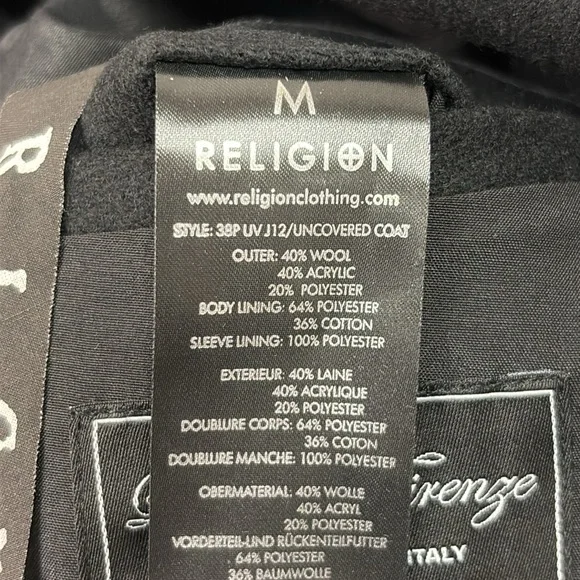 M
RELIGION
www.religionclothing.com
STYLE: 38P UV J12/UNCOVERED COAT
OUTER: 40% WOOL
40% ACRYLIC
20% POLYESTER
BODY LINING: 64% POLYESTER
36% COTTON
SLEEVE LINING: 100% POLYESTER
EXTERIEUR: 40% LAINE
40% ACRYLIQUE
20% POLYESTER
DOUBLURE CORPS: 64% POLYESTER
36% COTON
DOUBLURE MANCHE: 100% POLYESTER
OBERMATERIAL: 40% WOLLE
40% ACRYL
20% POLYESTER
VORDERTEIL-UND RÜCKENTEILFUTTER
64% POLYESTER
36% BAUMWOLLE
Firenze
ITALY